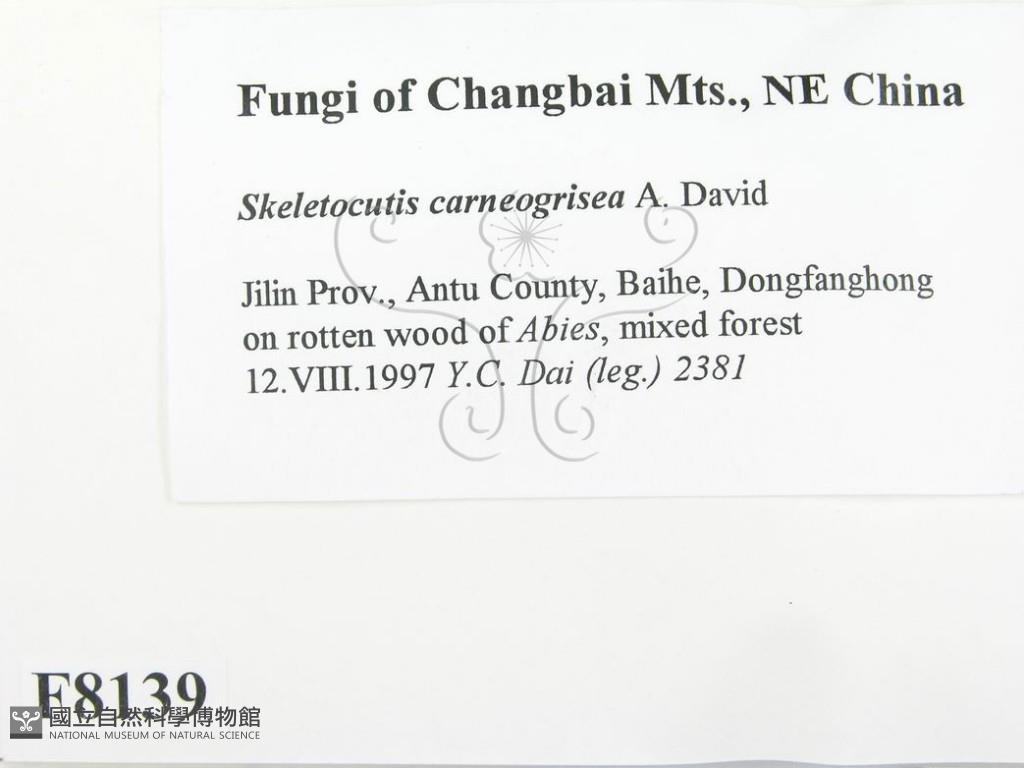 Fungi of Changbai Mts., NE China
Skeletocutis carneogrisea A. David
Jilin Prov., Antu County, Baihe, Dongfanghong
on rotten wood of Abies, mixed forest
12.VIII.1997 Y.C. Dai (leg.) 2381
F8139
國立自然科學博物館
NATIONAL MUSEUM OF NATURAL SCIENCE